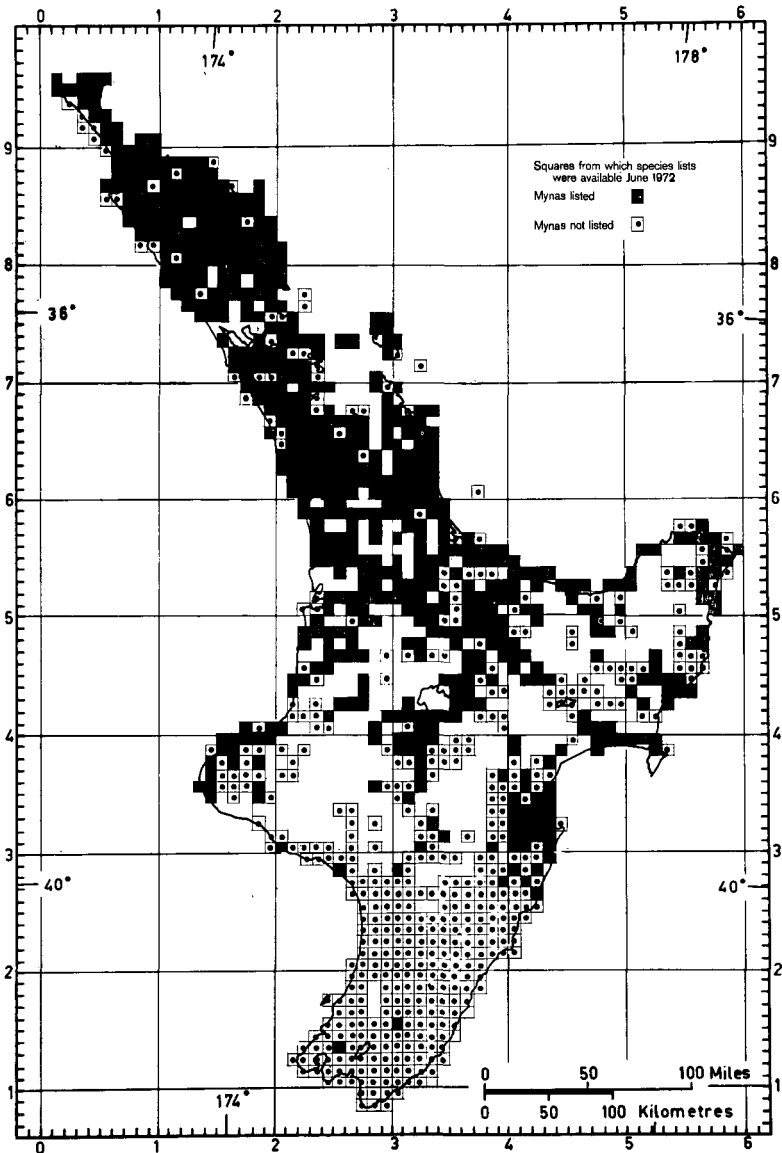 0 1 2 3 4 5 6
174° 178°
9 9
Squares from which species lists
were available June 1972
Mynas listed
Mynas not listed
8 8
36° 36°
7 7
6 6
5 5
4 4
3 3
40° 40°
2 2
0 50 100 Miles
1 1
174°
0 50 100 Kilometres
0 1 2 3 4 5 6